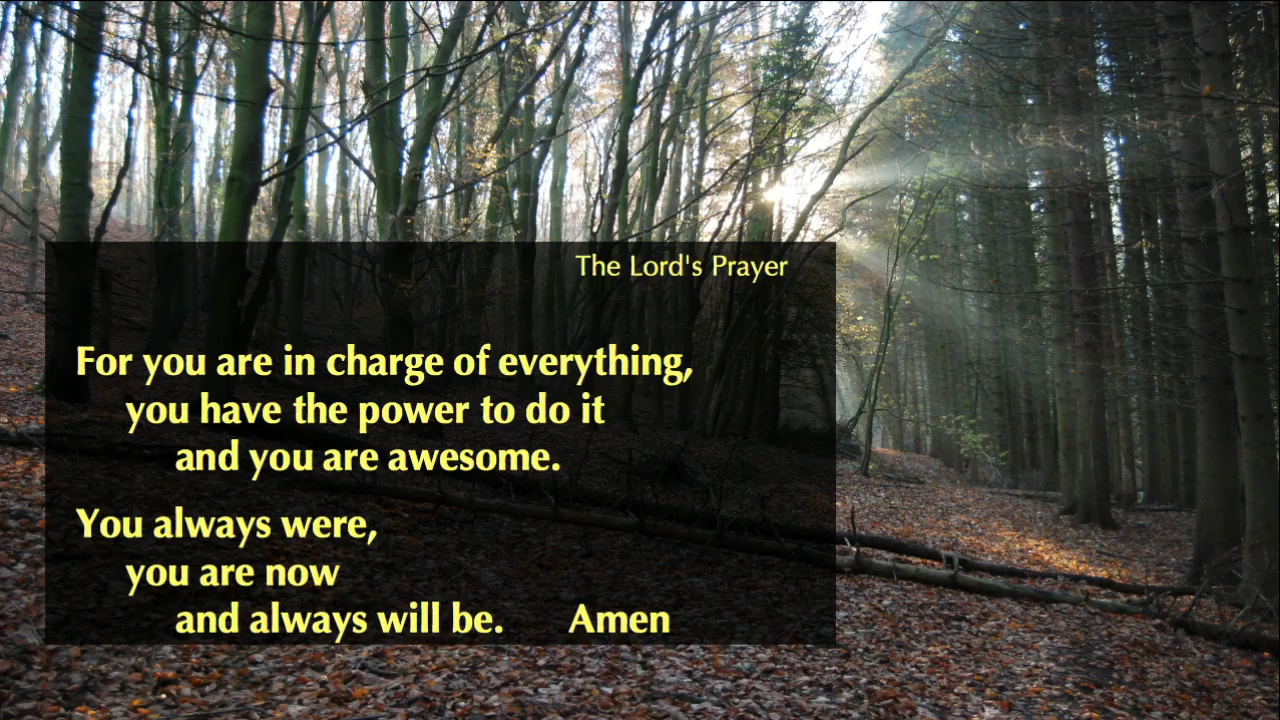 The Lord's Prayer
For you are in charge of everything,
you have the power to do it
and you are awesome.
You always were,
you are now
and always will be. Amen